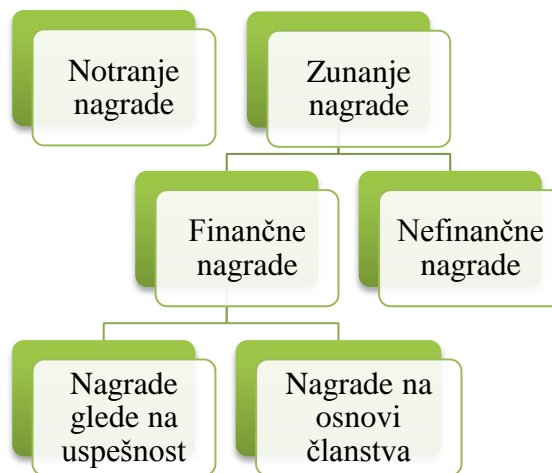 Notranje
nagrade
Zunanje
nagrade
Finančne
nagrade
Nefinančne
nagrade
Nagrade
glede na
uspešnost
Nagrade na
osnovi
članstva